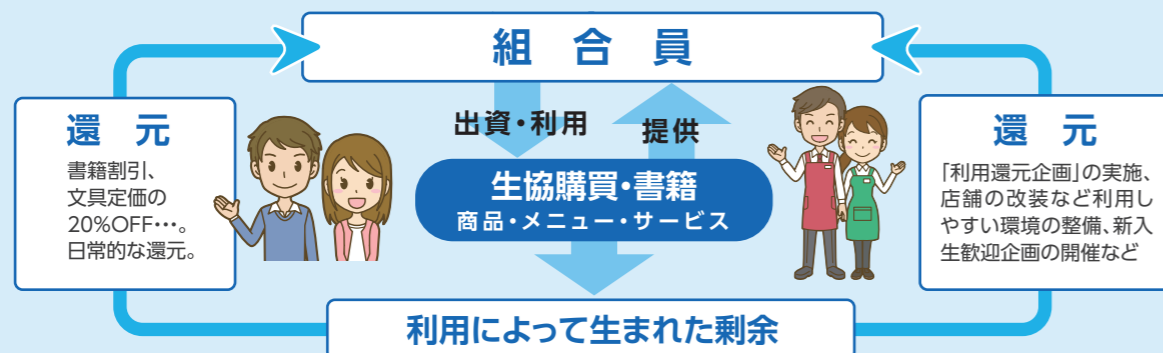 組 合 員
出資・利用
提供
還 元
書籍割引、
文具定価の
20%OFF・・・。
日常的な還元。
生協購買・書籍
商品・メニュー・サービス
還 元
「利用還元企画」の実施、
店舗の改装など利用し
やすい環境の整備、新入
生歓迎企画の開催など
利用によって生まれた剰余